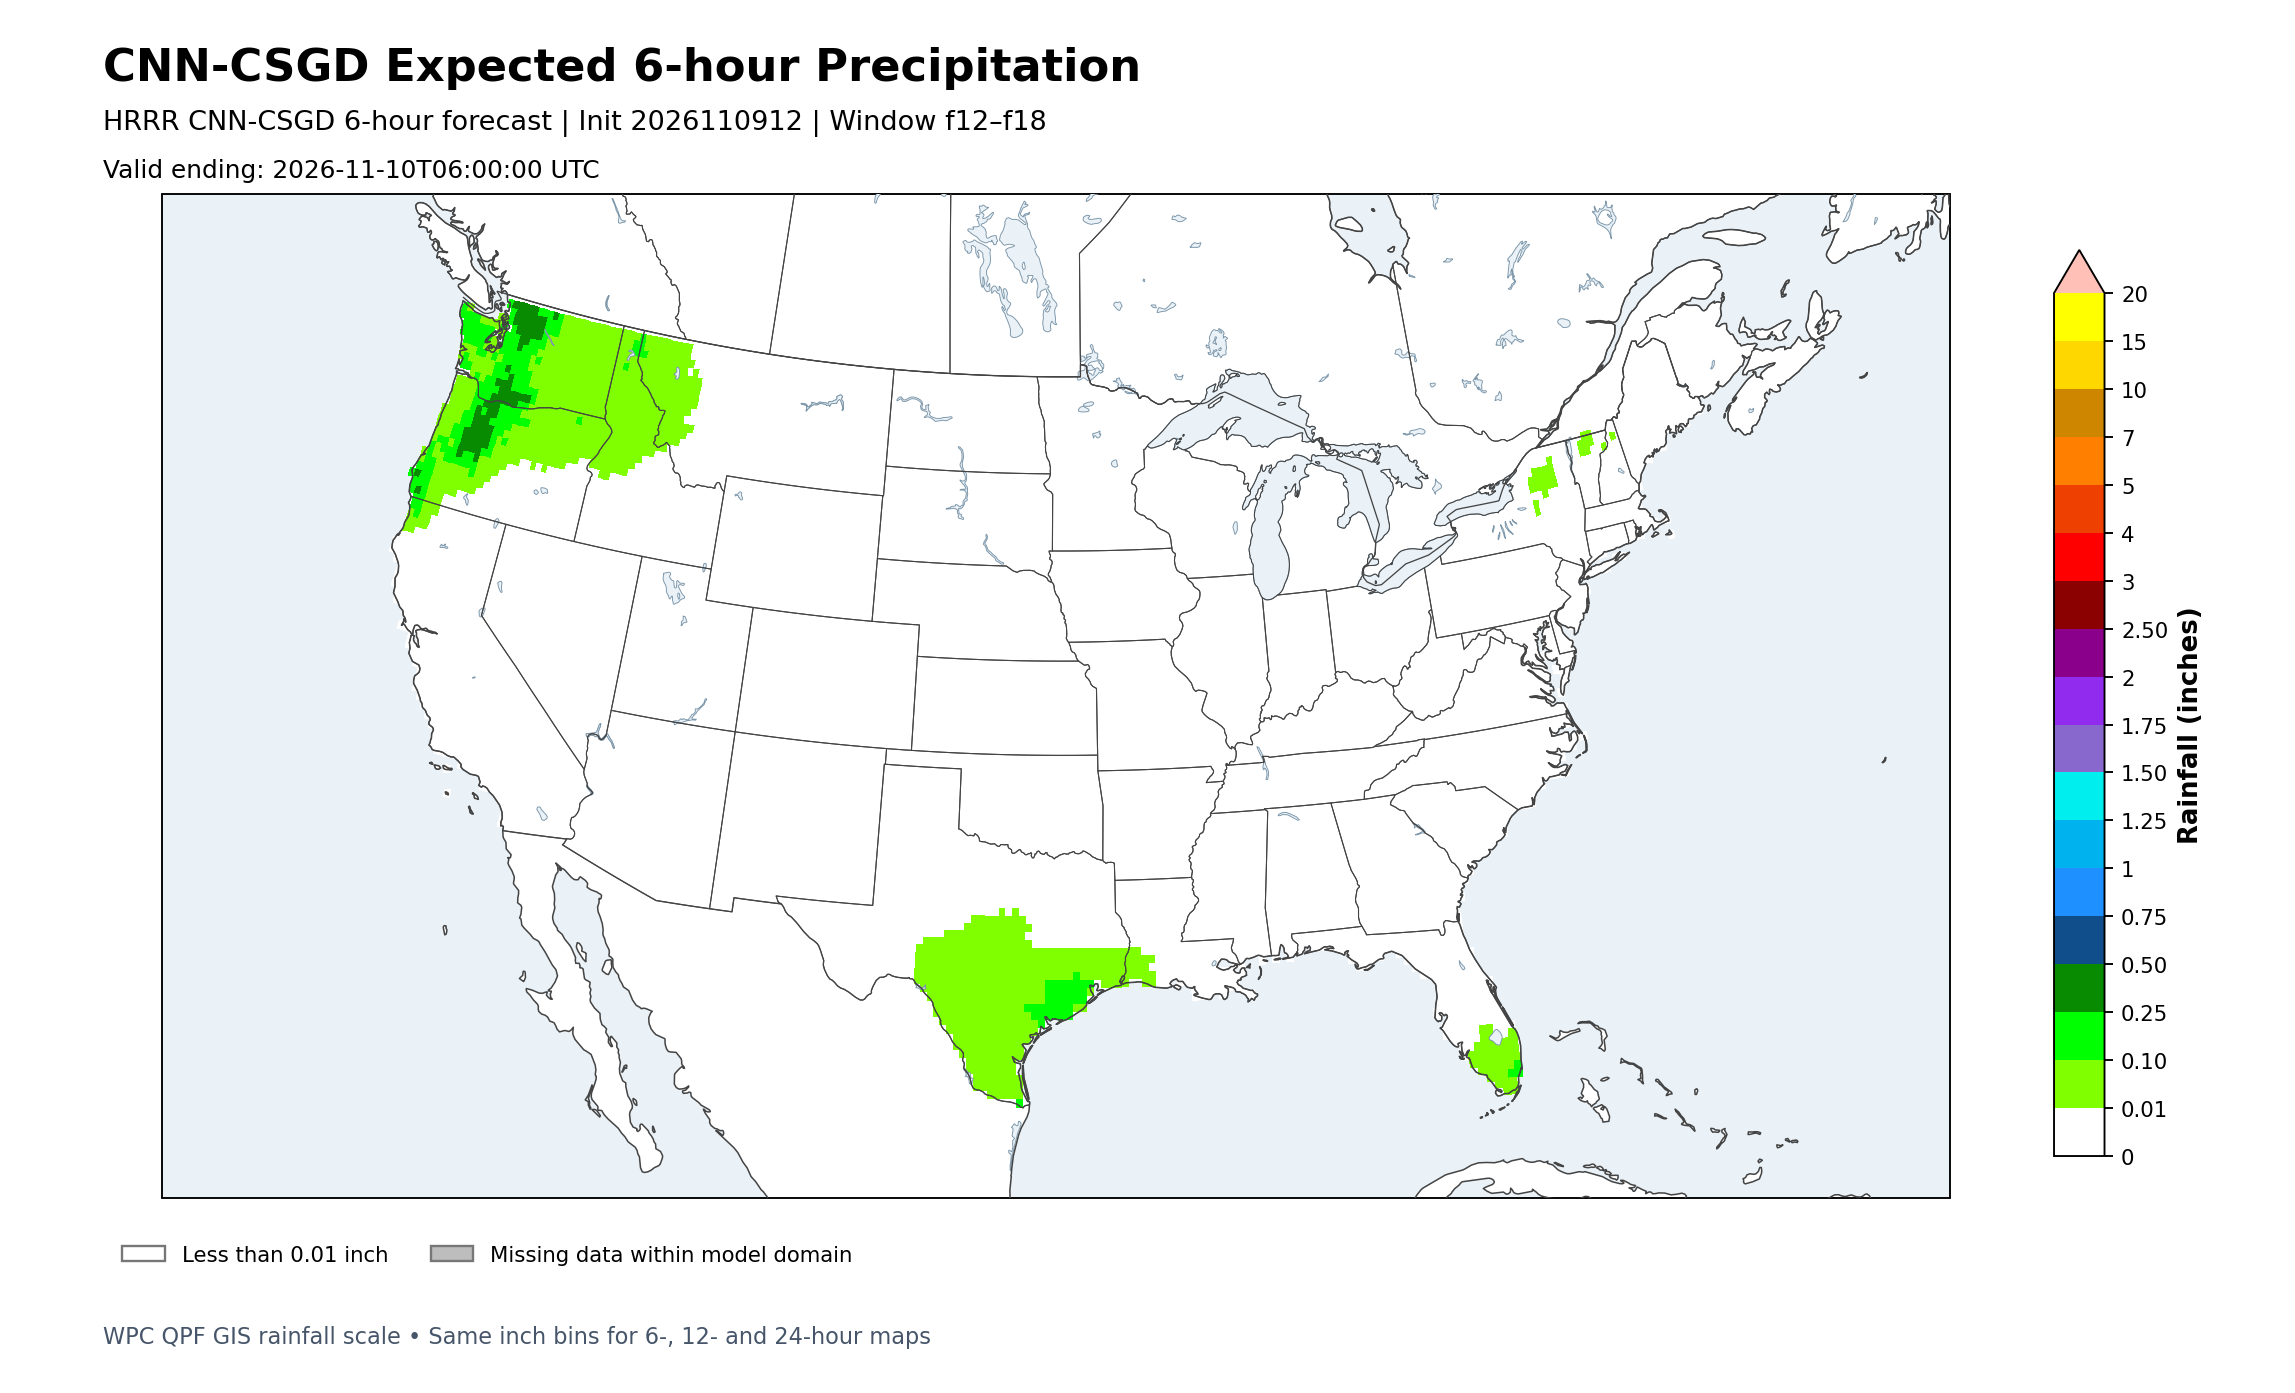 CNN-CSGD Expected 6-hour Precipitation
HRRR CNN-CSGD 6-hour forecast | Init 2026110912 | Window f12–f18
Valid ending: 2026-11-10T06:00:00 UTC
20
15
10
7
5
4
3
2.50
2
1.75
1.50
1.25
1
0.75
0.50
0.25
0.10
0.01
0
Rainfall (inches)
Less than 0.01 inch
Missing data within model domain
WPC QPF GIS rainfall scale • Same inch bins for 6-, 12- and 24-hour maps